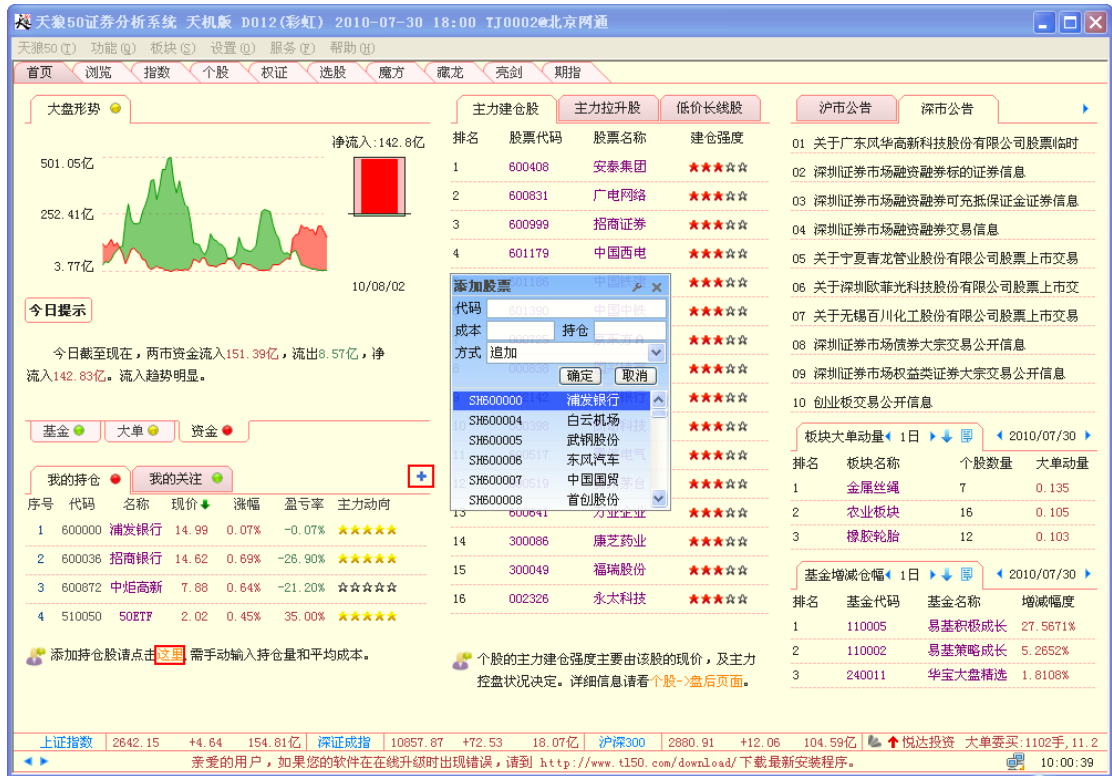 天狼50证券分析系统 天机版 D012(彩虹) 2010-07-30 18:00 TJ0002@北京网通
天狼50(T) 功能(Q) 板块(S) 设置(O) 服务(F) 帮助(H)
首页 浏览 指数 个股 权证 选股 魔方 藏龙 亮剑 期指
大盘形势
净流入:142.8亿
501.05亿
252.41亿
3.77亿
10/08/02
今日提示
今日截至现在，两市资金流入151.39亿，流出8.57亿，净
流入142.83亿。流入趋势明显。
基金 大单 资金
我的持仓 我的关注
序号 代码 名称 现价 涨幅 盈亏率 主力动向
1 600000 浦发银行 14.99 0.07% -0.07% ★★★★★
2 600036 招商银行 14.62 0.69% -26.90% ★★★★★
3 600872 中炬高新 7.88 0.64% -21.20% ☆☆☆☆☆
4 510050 50ETF 2.02 0.45% 35.00% ★★★★★
添加持仓股请点击这里,需手动输入持仓量和平均成本。
主力建仓股 主力拉升股 低价长线股
排名 股票代码 股票名称 建仓强度
1 600408 安泰集团 ★★★☆☆
2 600831 广电网络 ★★★☆☆
3 600999 招商证券 ★★★☆☆
4 601179 中国西电 ★★★☆☆
添加股票
代码
成本 持仓
方式 追加
确定 取消
SH600000 浦发银行
SH600004 白云机场
SH600005 武钢股份
SH600006 东风汽车
SH600007 中国国贸
SH600008 首创股份
13 600641 万业企业 ★★★☆☆
14 300086 康芝药业 ★★★☆☆
15 300049 福瑞股份 ★★★☆☆
16 002326 永太科技 ★★★☆☆
个股的主力建仓强度主要由该股的现价，及主力
控盘状况决定。详细信息请看个股->盘后页面。
沪市公告 深市公告
01 关于广东风华高新科技股份有限公司股票临时
02 深圳证券市场融资融券标的证券信息
03 深圳证券市场融资融券可充抵保证金证券信息
04 深圳证券市场融资融券交易信息
05 关于宁夏青龙管业股份有限公司股票上市交易
06 关于深圳欧菲光科技股份有限公司股票上市交
07 关于无锡百川化工股份有限公司股票上市交易
08 深圳证券市场债券大宗交易公开信息
09 深圳证券市场权益类证券大宗交易公开信息
10 创业板交易公开信息
板块大单动量 1日 2010/07/30
排名 板块名称 个股数量 大单动量
1 金属丝绳 7 0.135
2 农业板块 16 0.105
3 橡胶轮胎 12 0.103
基金增减仓幅 1日 2010/07/30
排名 基金代码 基金名称 增减幅度
1 110005 易基积极成长 27.5671%
2 110002 易基策略成长 5.2652%
3 240011 华宝大盘精选 1.8108%
上证指数 2642.15 +4.64 154.81亿 深证成指 10857.87 +72.53 18.07亿 沪深300 2880.91 +12.06 104.59亿 悦达投资 大单委买:1102手,11.2
亲爱的用户，如果您的软件在在线升级时出现错误，请到 http://www.tl50.com/download/下载最新安装程序。 10:00:39